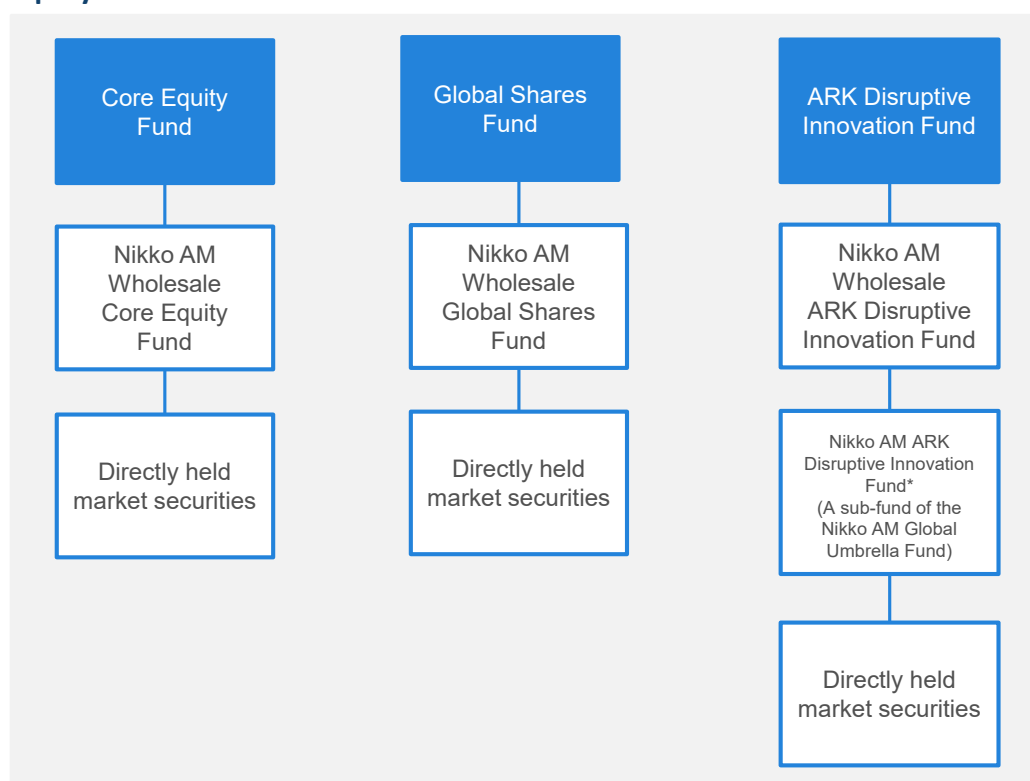 Core Equity
Fund
Nikko AM
Wholesale
Core Equity
Fund
Directly held
market securities
Global Shares
Fund
Nikko AM
Wholesale
Global Shares
Fund
Directly held
market securities
ARK Disruptive
Innovation Fund
Nikko AM
Wholesale
ARK Disruptive
Innovation Fund
Nikko AM ARK
Disruptive Innovation
Fund*
(A sub-fund of the
Nikko AM Global
Umbrella Fund)
Directly held
market securities